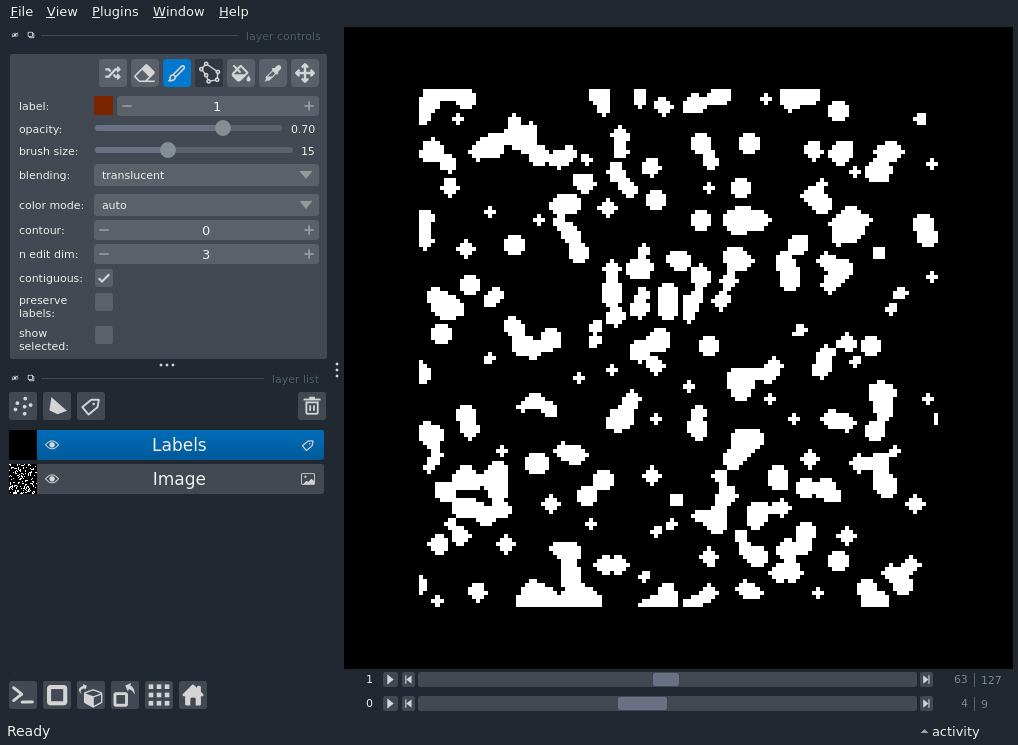 File View Plugins Window Help
layer controls
label: 1
opacity: 0.70
brush size: 15
blending: translucent
color mode: auto
contour: 0
n edit dim: 3
contiguous:
preserve
labels:
show
selected:
layer list
Labels
Image
1 63 127
0 4 9
Ready activity